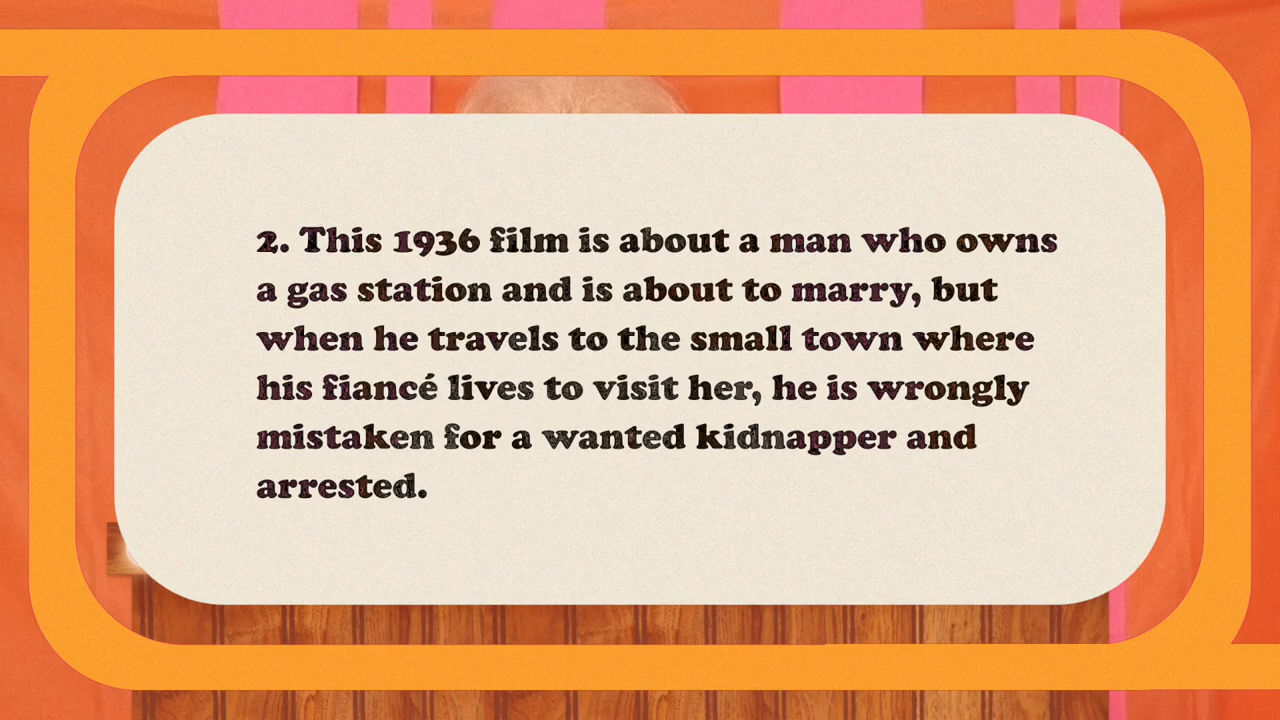 2. This 1936 film is about a man who owns
a gas station and is about to marry, but
when he travels to the small town where
his fiancé lives to visit her, he is wrongly
mistaken for a wanted kidnapper and
arrested.